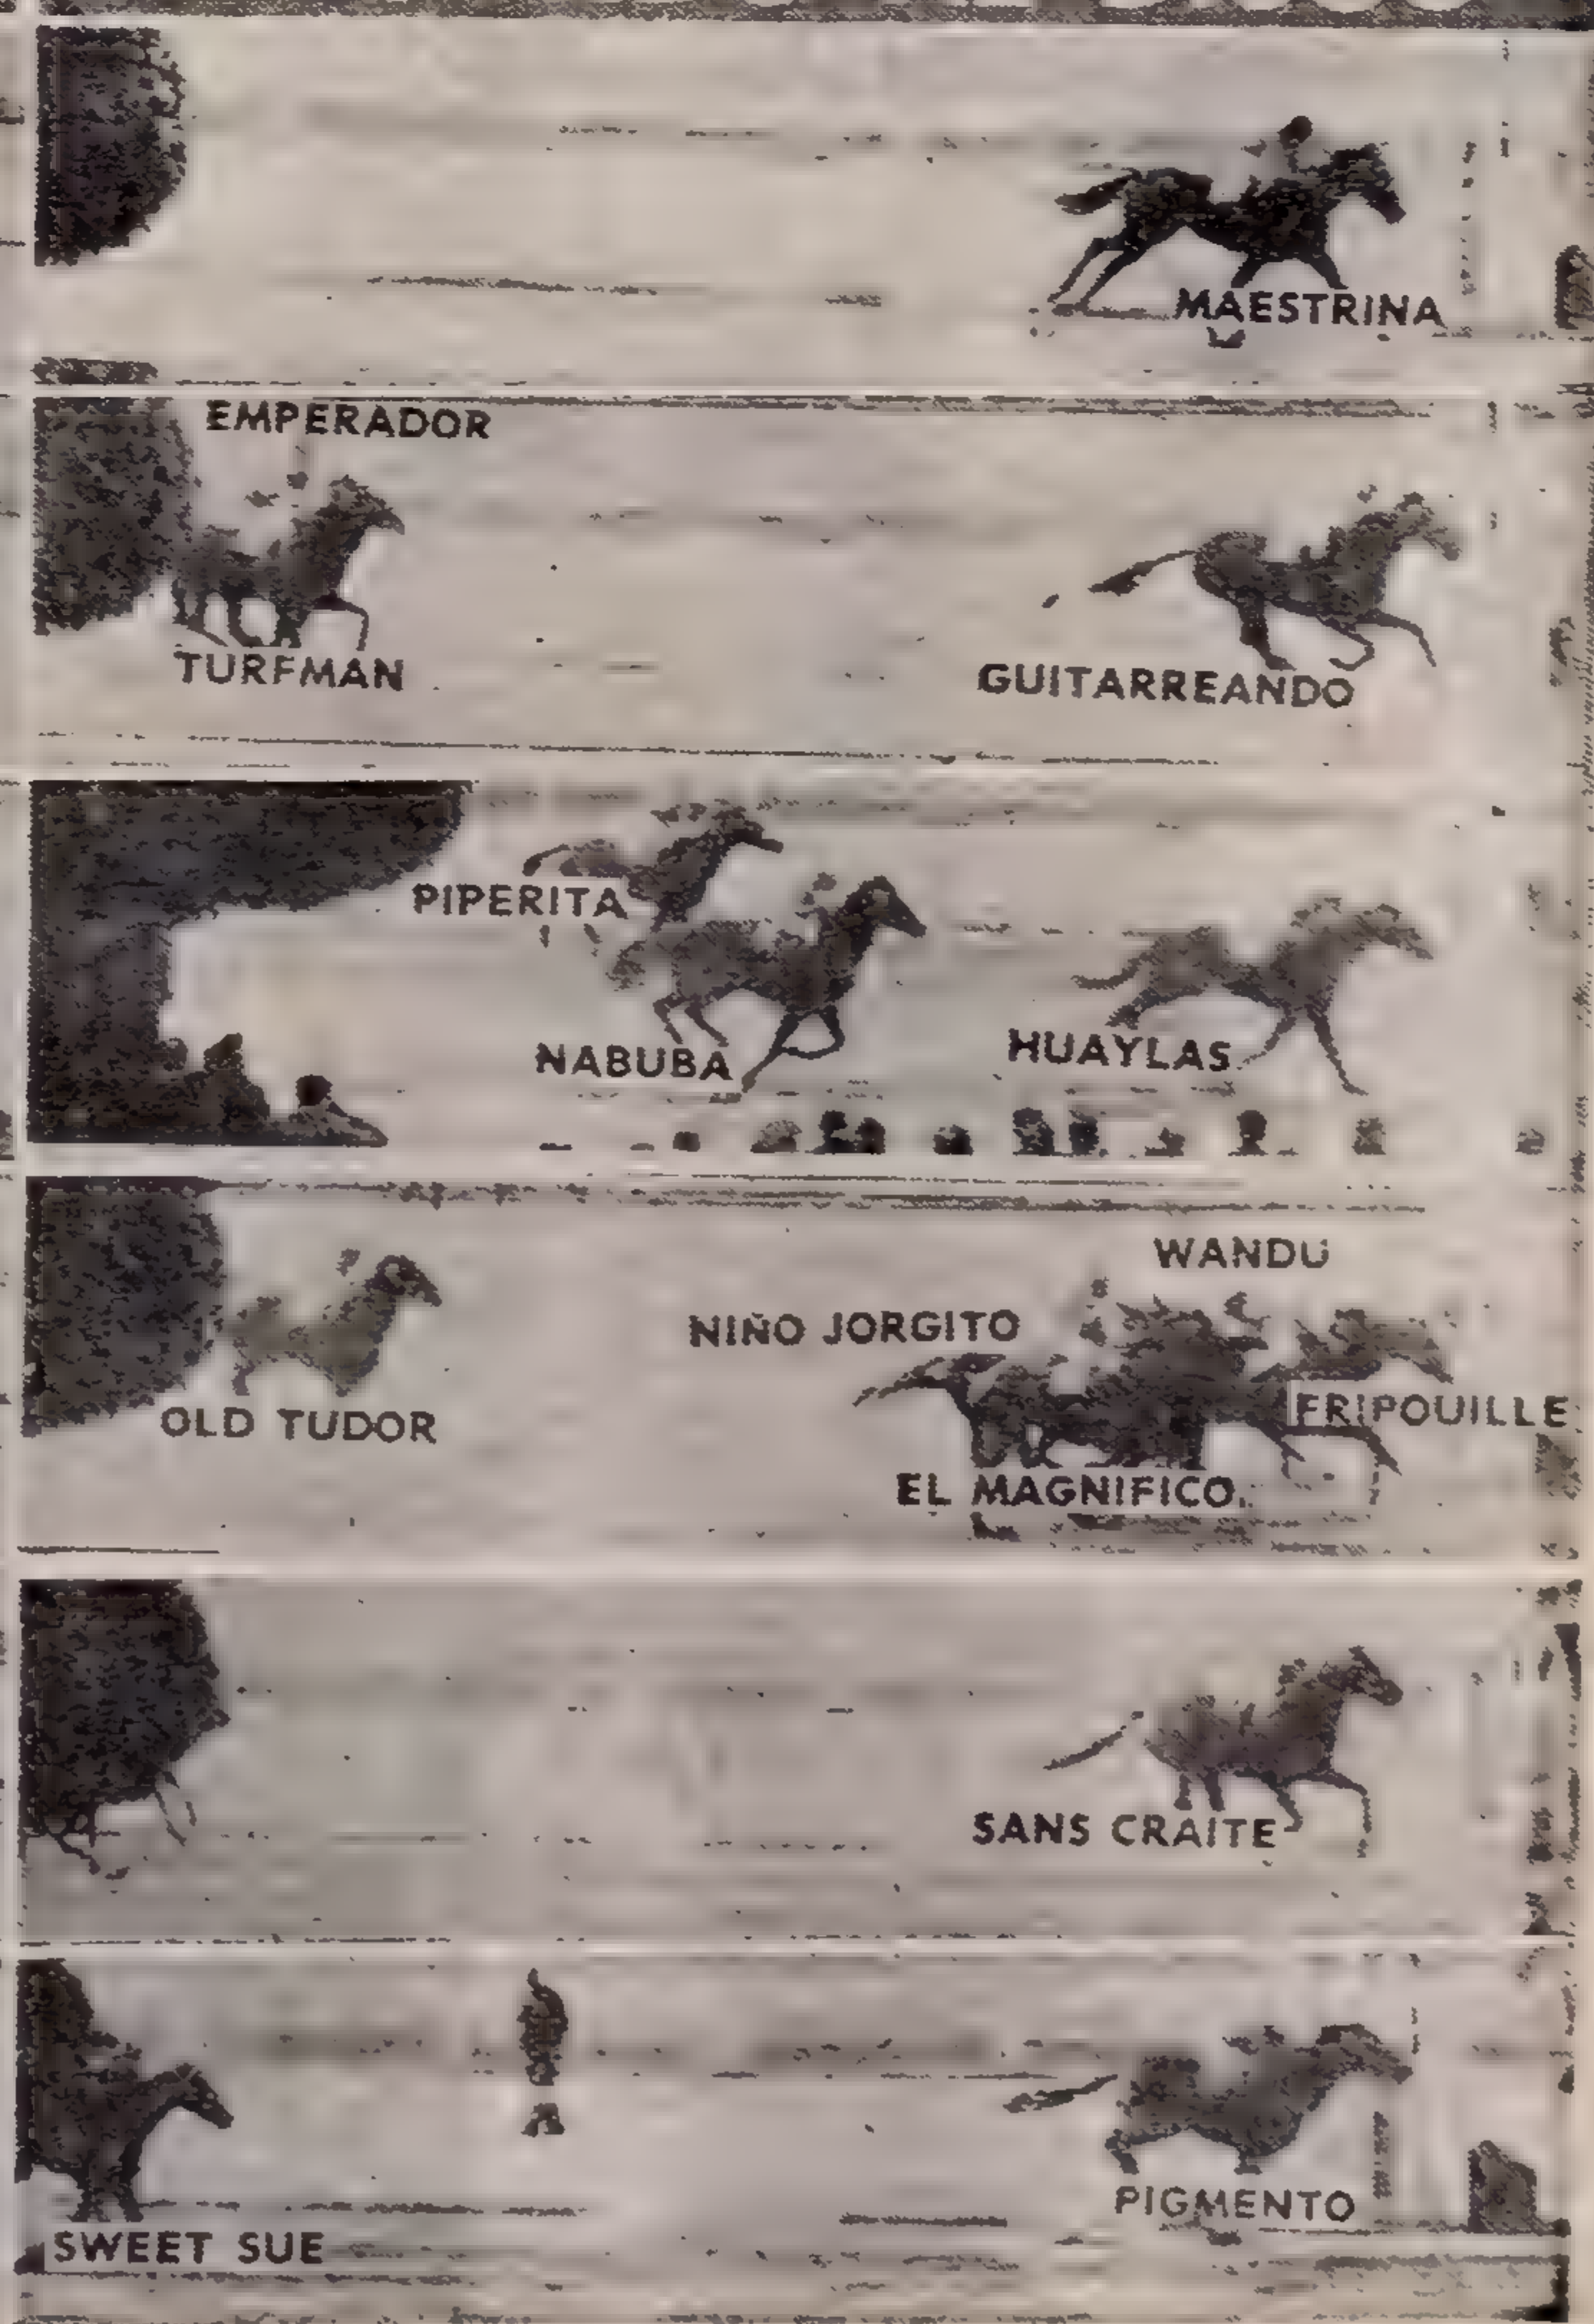 MAESTRINA
EMPERADOR
TURFMAN
GUITARREANDO
PIPERITA
NABUBA
HUAYLAS
WANDU
NIÑO JORGITO
FRIPOUILLE
OLD TUDOR
EL MAGNIFICO
SANS CRAITE
PIGMENTO
SWEET SUE